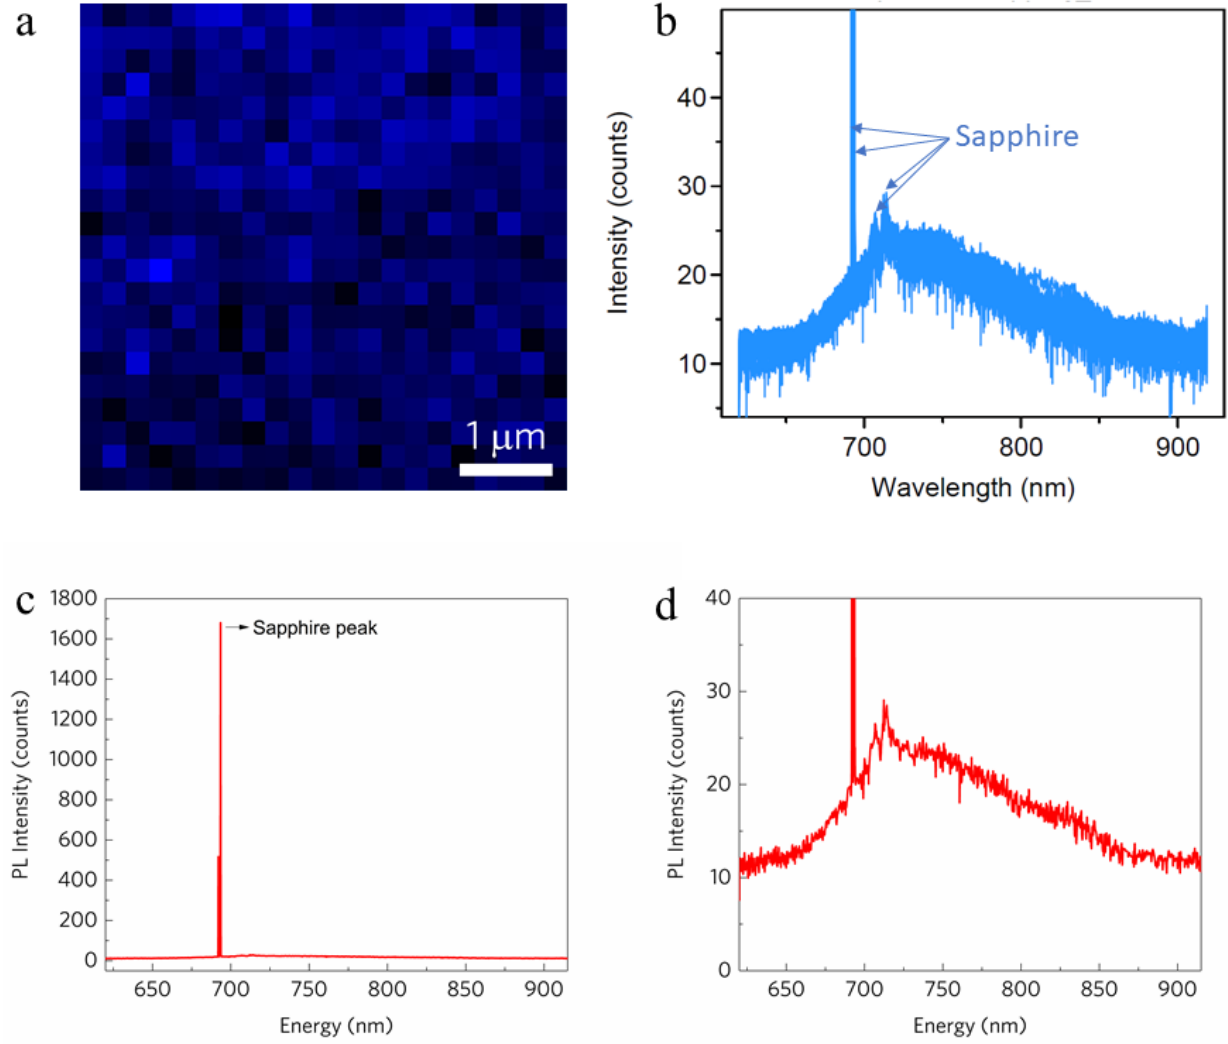 a
1 μm
b
40
30
20
10
Intensity (counts)
Sapphire
700
800
900
Wavelength (nm)
c
1800
1600
1400
1200
1000
800
600
400
200
0
PL Intensity (counts)
Sapphire peak
650
700
750
800
850
900
Energy (nm)
d
40
30
20
10
0
PL Intensity (counts)
650
700
750
800
850
900
Energy (nm)